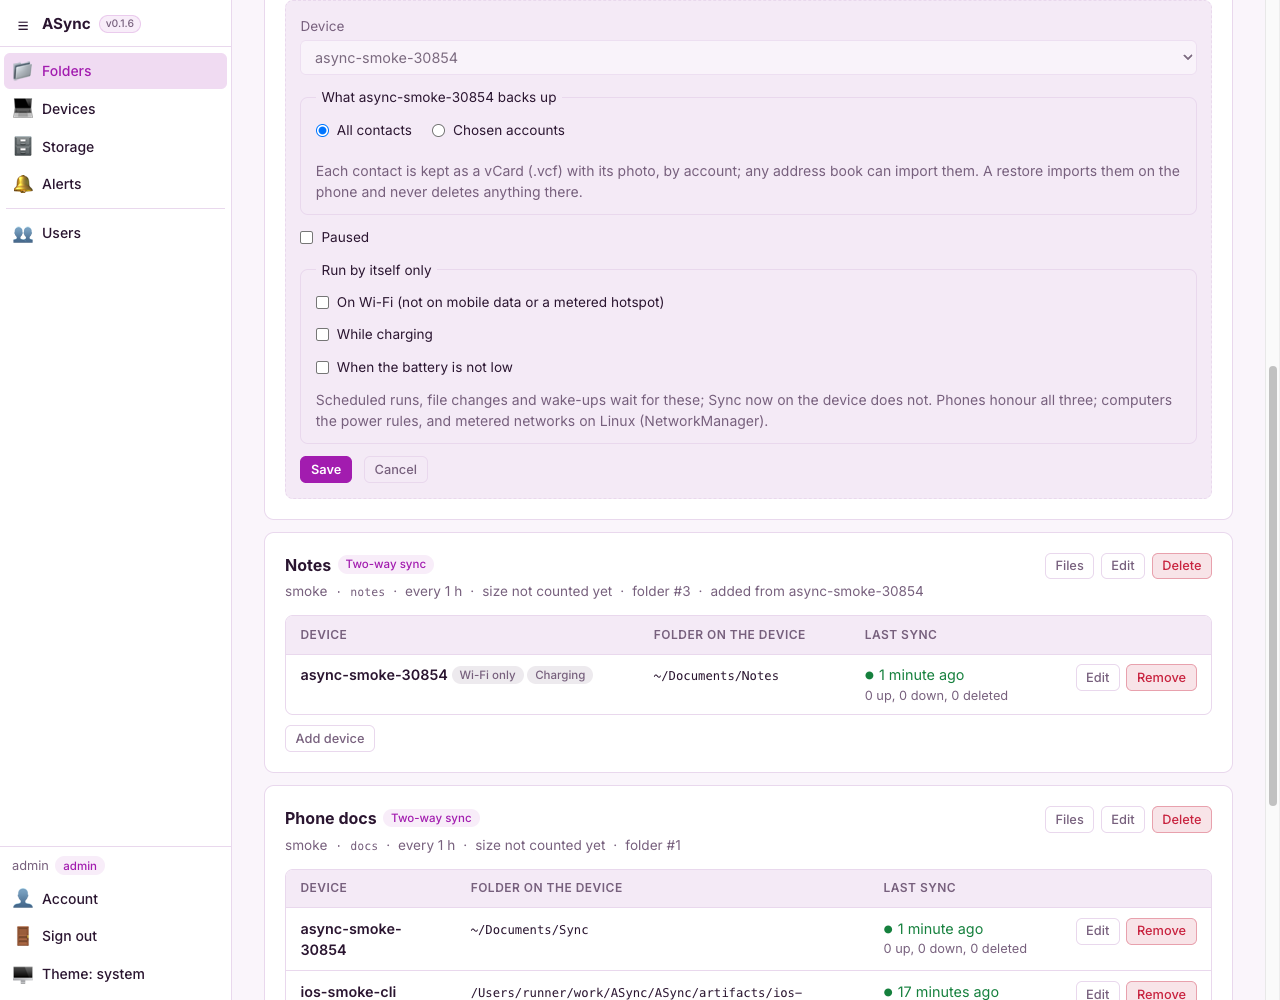 ☰ ASync v0.1.6
Folders
Devices
Storage
Alerts
Users
admin admin
Account
Sign out
Theme: system
Device
async-smoke-30854
What async-smoke-30854 backs up
All contacts Chosen accounts
Each contact is kept as a vCard (.vcf) with its photo, by account; any address book can import them. A restore imports them on the
phone and never deletes anything there.
Paused
Run by itself only
On Wi-Fi (not on mobile data or a metered hotspot)
While charging
When the battery is not low
Scheduled runs, file changes and wake-ups wait for these; Sync now on the device does not. Phones honour all three; computers
the power rules, and metered networks on Linux (NetworkManager).
Save Cancel
Notes Two-way sync Files Edit Delete
smoke · notes · every 1 h · size not counted yet · folder #3 · added from async-smoke-30854
DEVICE FOLDER ON THE DEVICE LAST SYNC
async-smoke-30854 Wi-Fi only Charging ~/Documents/Notes 1 minute ago Edit Remove
0 up, 0 down, 0 deleted
Add device
Phone docs Two-way sync Files Edit Delete
smoke · docs · every 1 h · size not counted yet · folder #1
DEVICE FOLDER ON THE DEVICE LAST SYNC
async-smoke- ~/Documents/Sync 1 minute ago Edit Remove
30854 0 up, 0 down, 0 deleted
ios-smoke-cli /Users/runner/work/ASync/ASync/artifacts/ios- 17 minutes ago Edit Remove